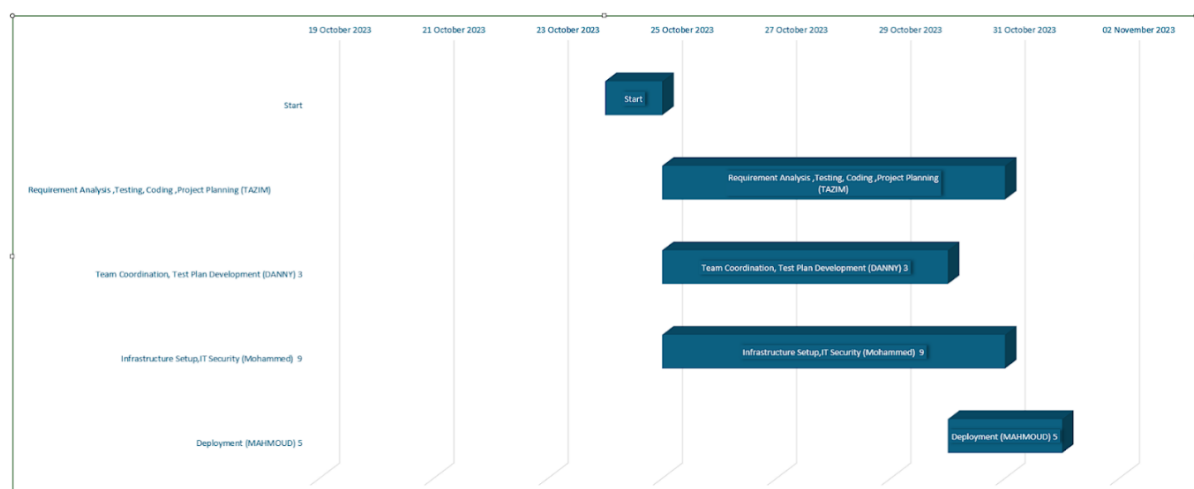 19 October 2023
21 October 2023
23 October 2023
25 October 2023
27 October 2023
29 October 2023
31 October 2023
02 November 2023
Start
Start
Requirement Analysis ,Testing, Coding ,Project Planning (TAZIM)
Requirement Analysis ,Testing, Coding ,Project Planning
(TAZIM)
Team Coordination, Test Plan Development (DANNY) 3
Team Coordination, Test Plan Development (DANNY) 3
Infrastructure Setup,IT Security (Mohammed)  9
Infrastructure Setup,IT Security (Mohammed)  9
Deployment (MAHMOUD) 5
Deployment (MAHMOUD) 5